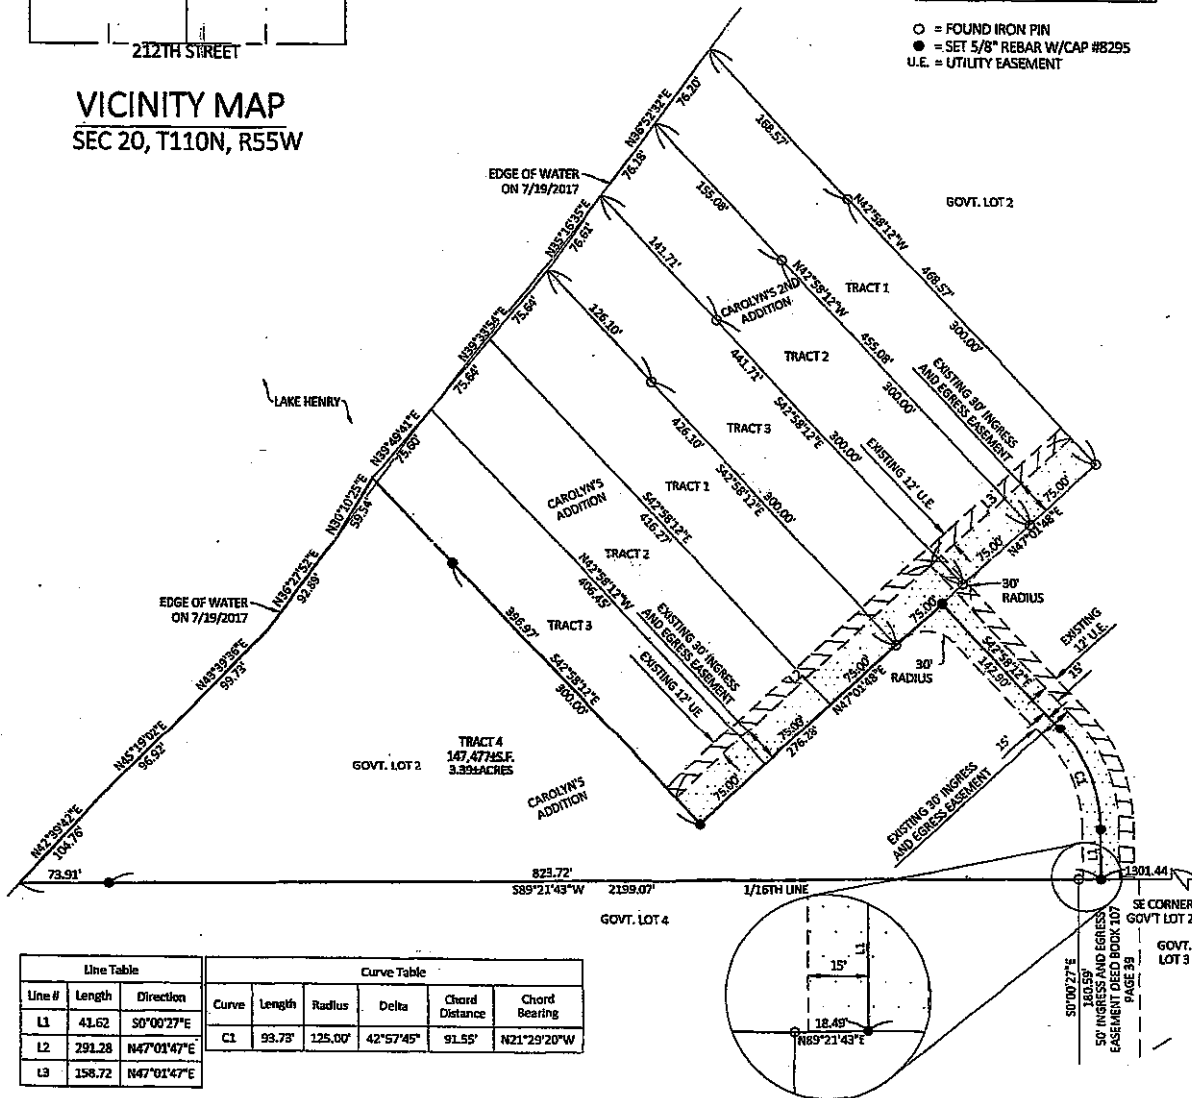 212TH STREET
VICINITY MAP
SEC 20, T110N, R55W
○ = FOUND IRON PIN
● = SET 5/8" REBAR W/CAP #8295
U.E. = UTILITY EASEMENT
N36°52'32"E
76.20'
76.18'
EDGE OF WATER
ON 7/19/2017
N35°16'35"E
76.61'
N39°33'54"E
75.64'
75.64'
LAKE HENRY
N39°49'41"E
75.60'
N30°10'25"E
59.54'
N36°27'52"E
92.89'
EDGE OF WATER
ON 7/19/2017
N49°39'36"E
99.73'
N45°19'02"E
96.92'
N42°39'42"E
104.76'
168.57'
N42°58'12"W
468.57'
300.00'
GOVT. LOT 2
TRACT 1
155.08'
N42°58'12"W
455.08'
300.00'
CAROLYN'S 2ND
ADDITION
TRACT 2
141.71'
441.71'
S42°58'12"E
300.00'
TRACT 3
126.10'
426.10'
S42°58'12"E
300.00'
TRACT 1
CAROLYN'S
ADDITION
S42°58'12"E
416.27'
TRACT 2
N42°58'12"W
406.45'
TRACT 3
396.97'
S42°58'12"E
300.00'
EXISTING 30' INGRESS
AND EGRESS EASEMENT
EXISTING 12' U.E.
L3
75.00'
N47°01'48"E
75.00'
30'
RADIUS
75.00'
EXISTING 30' INGRESS
AND EGRESS EASEMENT
EXISTING 12' UE
L2
75.00'
N47°01'48"E
75.00'
276.28'
75.00'
30'
RADIUS
S42°58'12"E
142.90'
EXISTING
12' U.E.
15'
15'
EXISTING 30' INGRESS
AND EGRESS EASEMENT
C1
L1
GOVT. LOT 2
TRACT 4
147,477±S.F.
3.39±ACRES
CAROLYN'S
ADDITION
73.91'
823.72'
S89°21'43"W 2199.07' 1/16TH LINE
1301.44'
GOVT. LOT 4
SE CORNER
GOV'T LOT 2
GOVT.
LOT 3
S0°00'27"E
180.59'
50' INGRESS AND EGRESS
EASEMENT DEED BOOK 107
PAGE 39
L1
15'
18.49'
N89°21'43"E
Line Table
Line # Length Direction
L1 41.62 S0°00'27"E
L2 291.28 N47°01'47"E
L3 158.72 N47°01'47"E
Curve Table
Curve Length Radius Delta Chord Distance Chord Bearing
C1 93.73' 125.00' 42°57'45" 91.55' N21°29'20"W